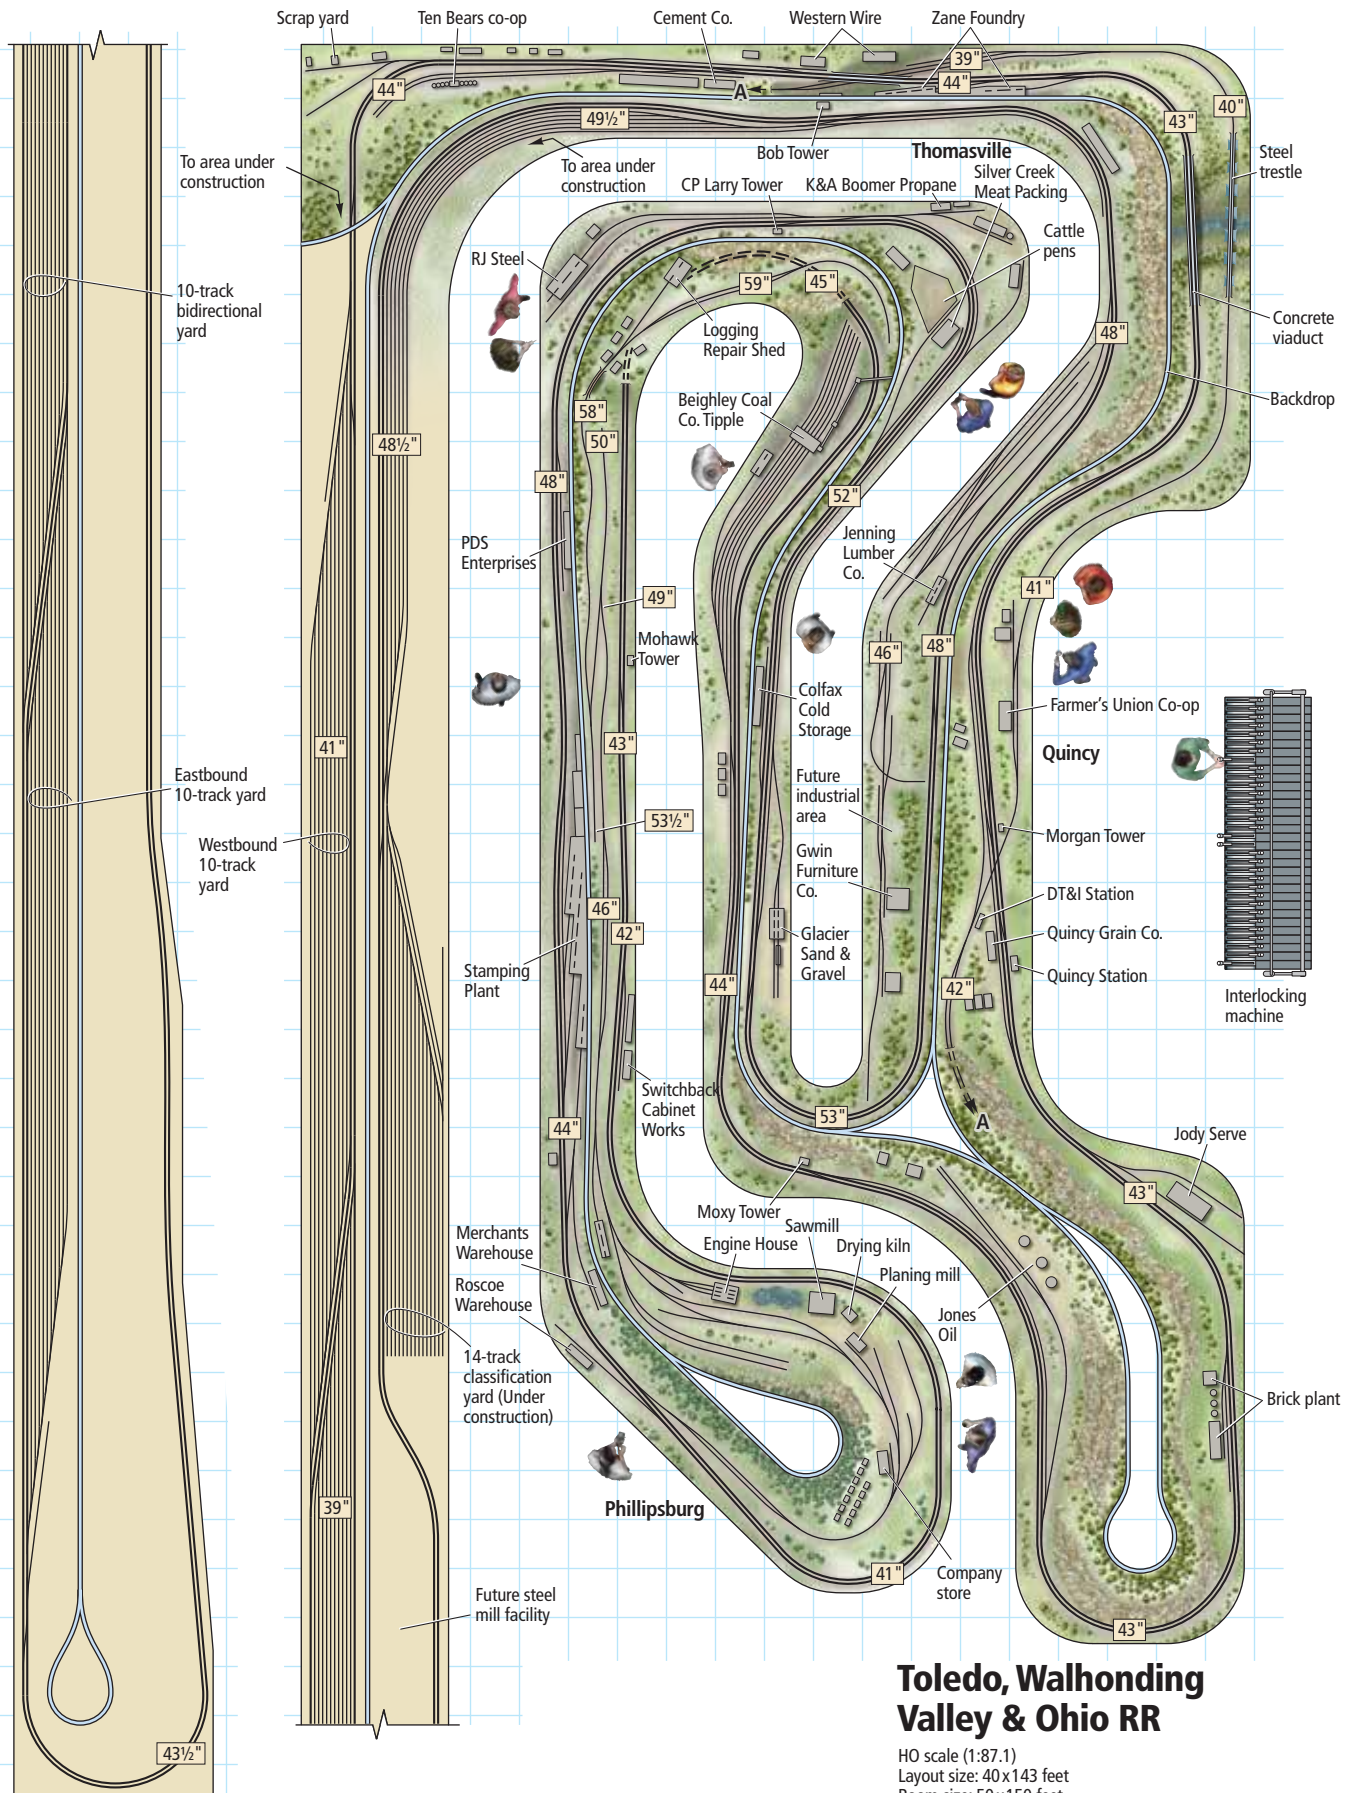 Scrap yard
Ten Bears co-op
Cement Co.
Western Wire
Zane Foundry
39"
44"
44"
A
40"
43"
49½"
Bob Tower
Thomasville
To area under
construction
To area under
construction
Steel
trestle
CP Larry Tower
K&A Boomer Propane
Silver Creek
Meat Packing
Cattle
pens
RJ Steel
59"
45"
10-track
bidirectional
yard
Logging
Repair Shed
48"
Concrete
viaduct
Beighley Coal
Co. Tipple
Backdrop
58"
50"
48½"
48"
52"
PDS
Enterprises
Jenning
Lumber
Co.
41"
49"
Mohawk
Tower
46"
48"
Colfax
Cold
Storage
Farmer's Union Co-op
41"
43"
Quincy
Eastbound
10-track yard
Future
industrial
area
53½"
Westbound
10-track
yard
Morgan Tower
Gwin
Furniture
Co.
DT&I Station
46"
42"
Glacier
Sand &
Gravel
Quincy Grain Co.
Stamping
Plant
44"
42"
Quincy Station
Interlocking
machine
Switchback
Cabinet
Works
44"
53"
A
Jody Serve
43"
Moxy Tower
Sawmill
Merchants
Warehouse
Engine House
Drying kiln
Planing mill
Roscoe
Warehouse
Jones
Oil
14-track
classification
yard (Under
construction)
Brick plant
39"
Phillipsburg
41"
Company
store
Future steel
mill facility
43"
43½"
Toledo, Walhonding
Valley & Ohio RR
HO scale (1:87.1)
Layout size: 40 x 143 feet
Room size: 50 x 150 feet